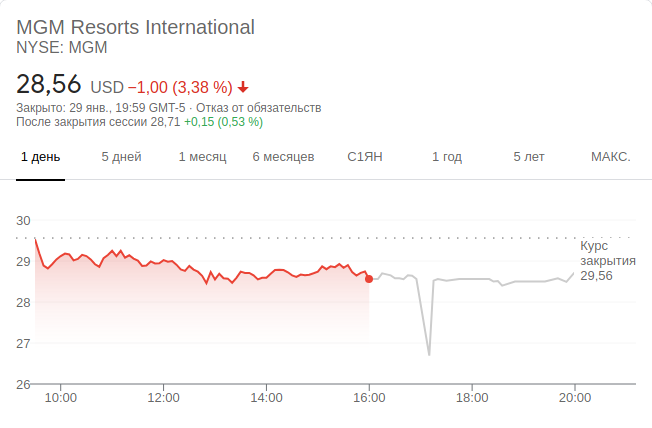 MGM Resorts International
NYSE: MGM
28,56 USD −1,00 (3,38 %)
Закрыто: 29 янв., 19:59 GMT-5 · Отказ от обязательств
После закрытия сессии 28,71 +0,15 (0,53 %)
1 день 5 дней 1 месяц 6 месяцев С1ЯН 1 год 5 лет МАКС.
30
Курс
29
закрытия
29,56
28
27
26
10:00 12:00 14:00 16:00 18:00 20:00